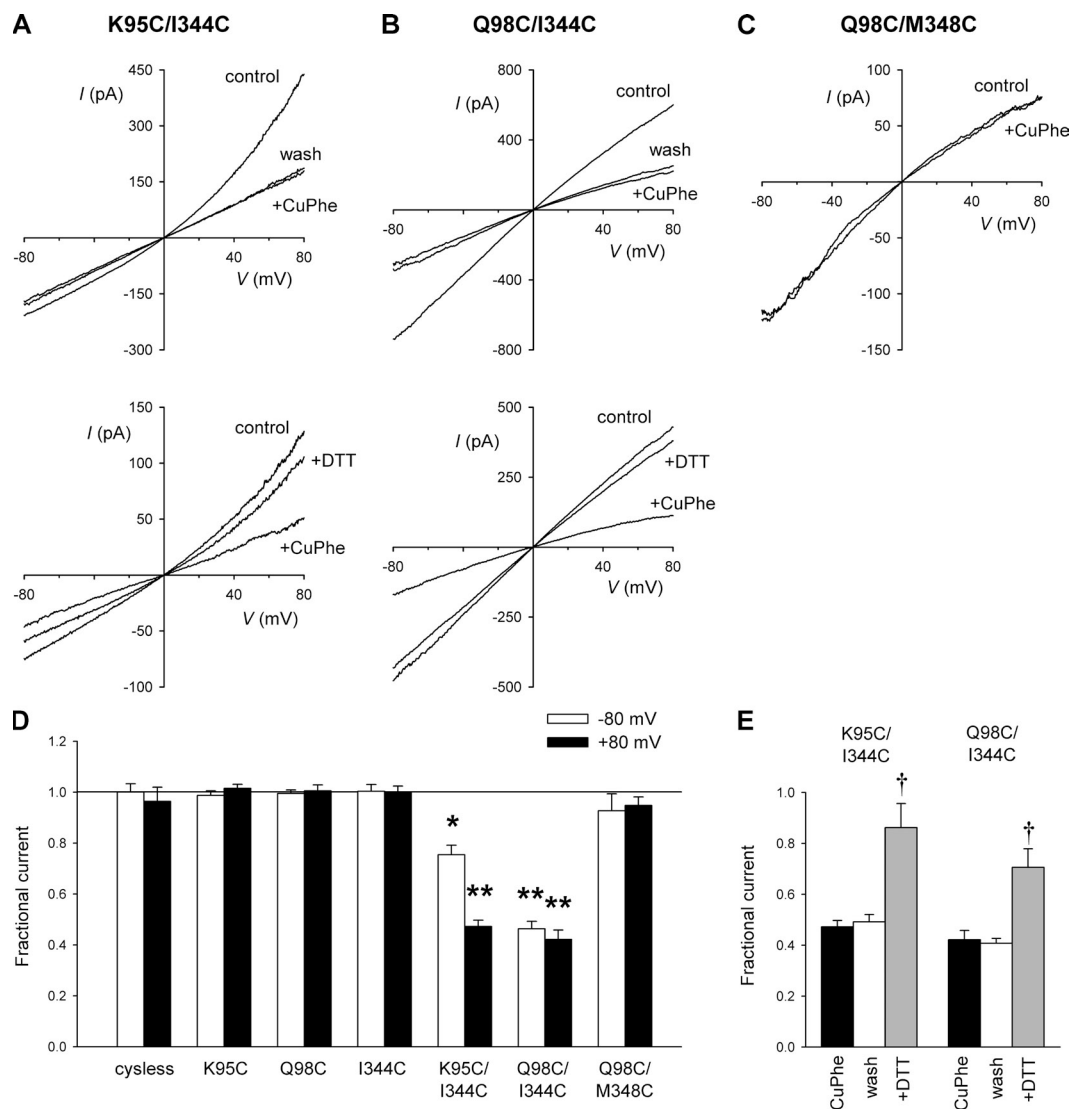 A K95C/I344C B Q98C/I344C C Q98C/M348C
450
I (pA)
control
300
wash
150
+CuPhe
-80 40 80
V (mV)
-150
-300
800
I (pA)
control
400
wash
+CuPhe
-80 40 80
V (mV)
-400
-800
100
I (pA)
control
50
+CuPhe
-80 -40 40 80
V (mV)
-50
-100
-150
150
I (pA)
control
100
+DTT
50
+CuPhe
-80 40 80
V (mV)
-50
-100
500
I (pA)
control
+DTT
250
+CuPhe
-80 40 80
V (mV)
-250
-500
D
-80 mV
+80 mV
Fractional current
1.2
1.0
0.8
0.6
0.4
0.2
0.0
* ** ** **
cysless K95C Q98C I344C K95C/ Q98C/ Q98C/
I344C I344C M348C
E
K95C/ Q98C/
I344C I344C
† †
Fractional current
1.0
0.8
0.6
0.4
0.2
0.0
CuPhe wash +DTT CuPhe wash +DTT